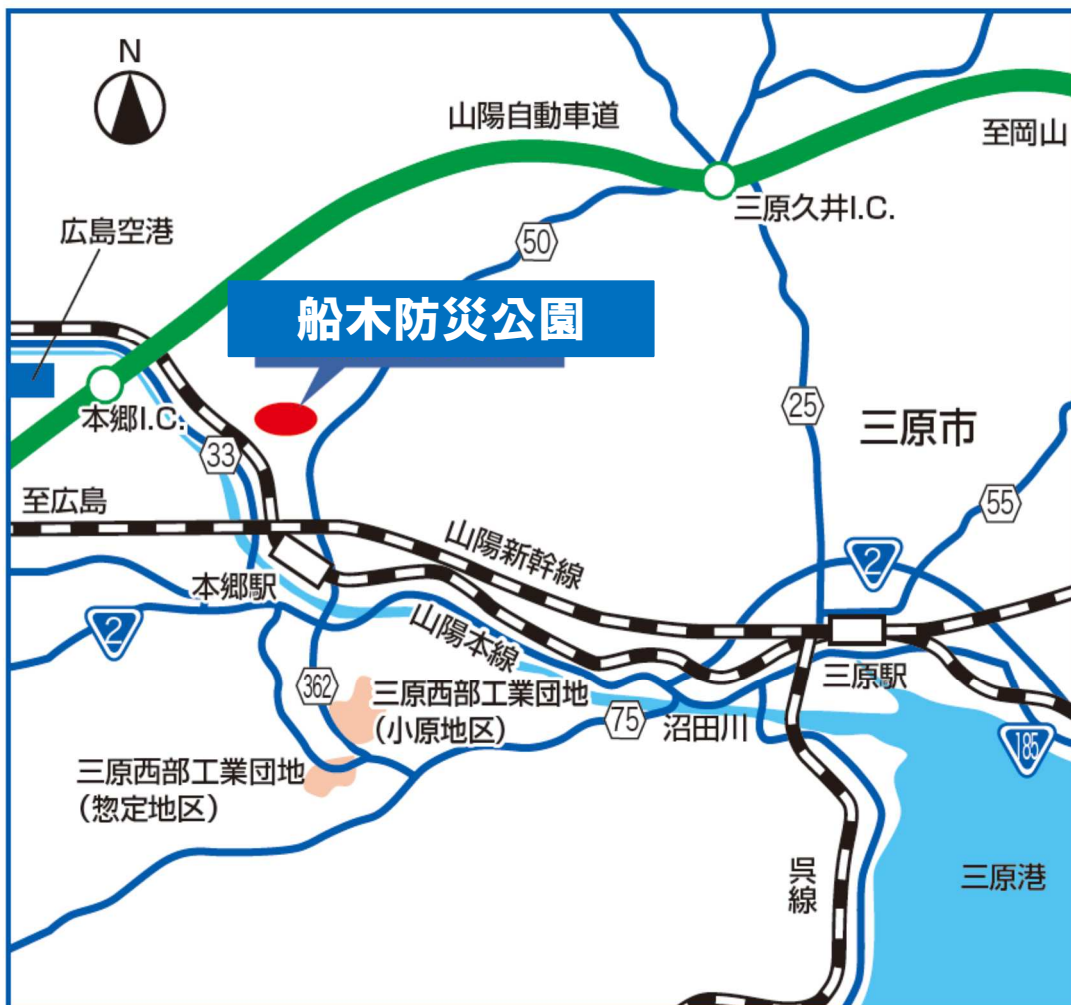 N
山陽自動車道
至岡山
三原久井I.C.
広島空港
50
船木防災公園
本郷I.C.
33
25
三原市
至広島
55
山陽新幹線
2
本郷駅
2
山陽本線
三原駅
362
三原西部工業団地
(小原地区)
75
沼田川
185
三原西部工業団地
(惣定地区)
呉線
三原港